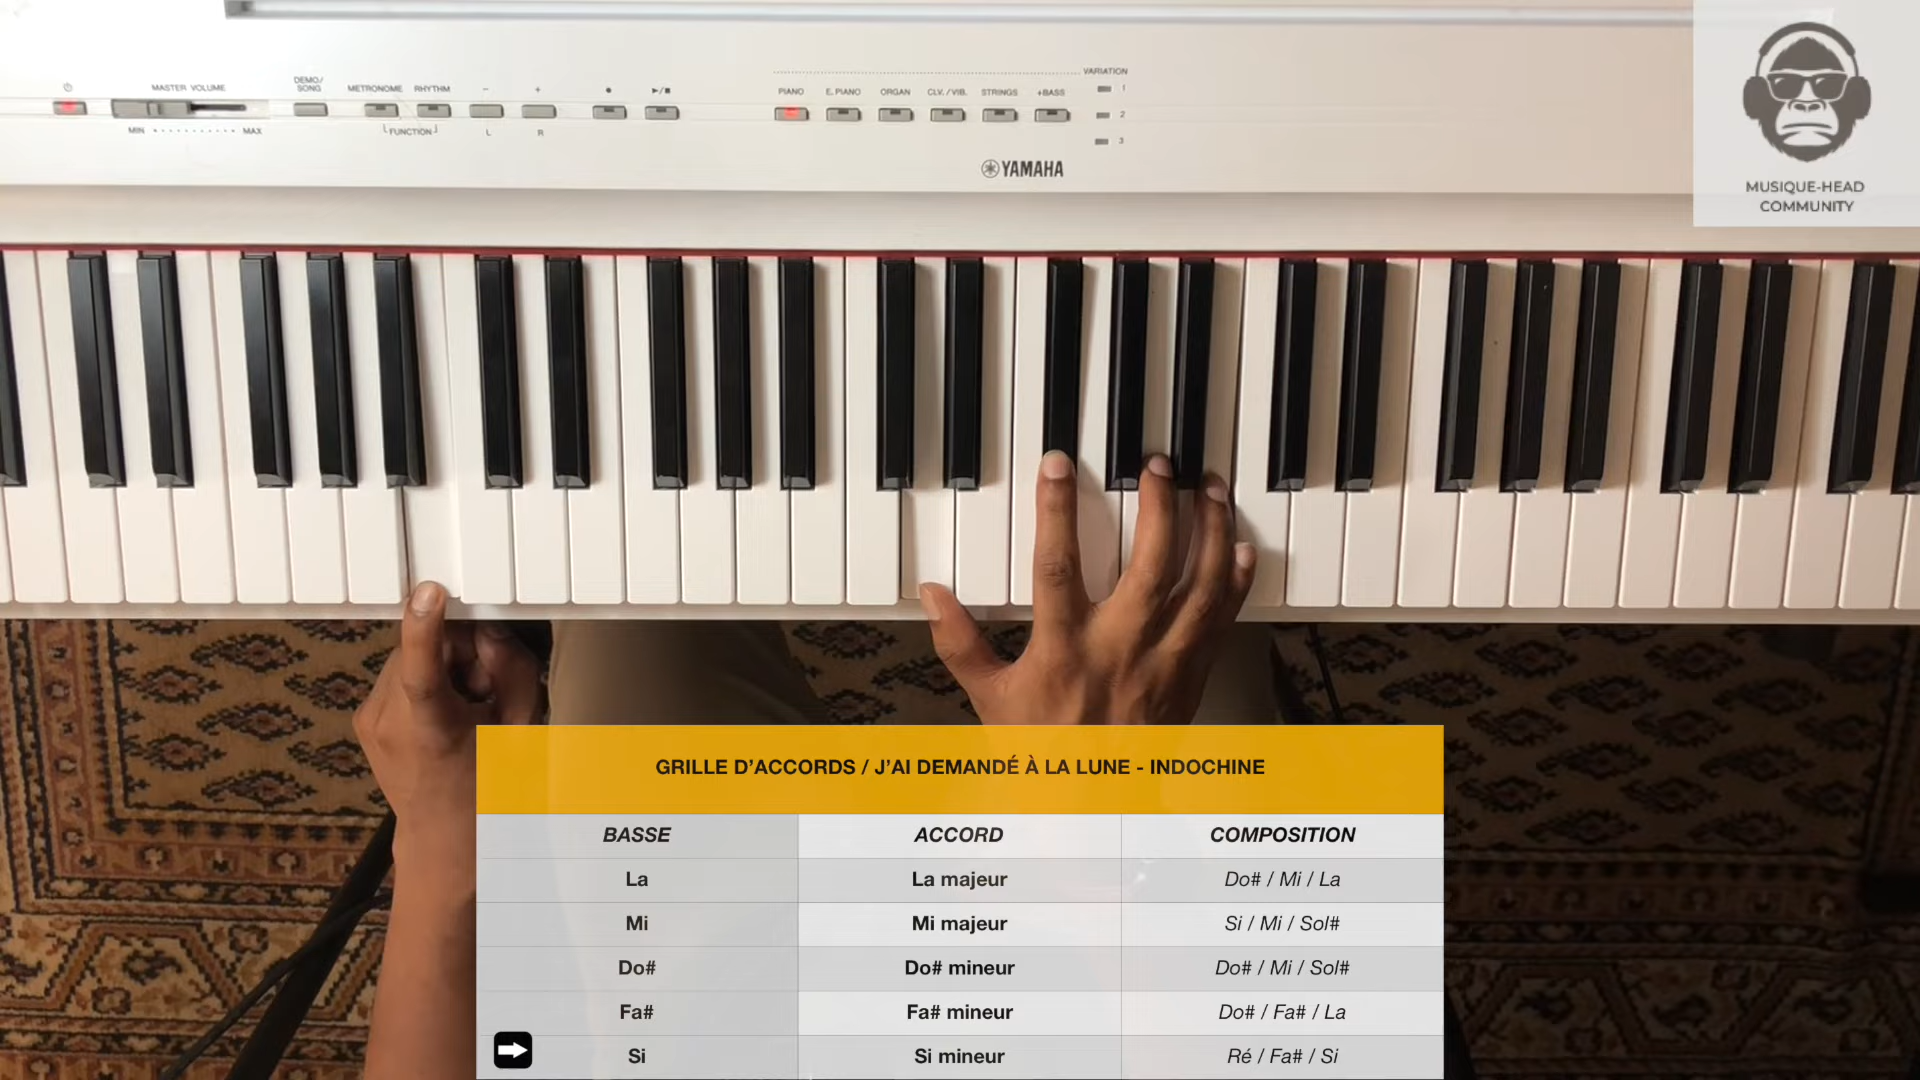 VARIATION
DEMO/
SONG
MASTER VOLUME
METRONOME RHYTHM - +
PIANO E. PIANO ORGAN CLV. / VIB. STRINGS +BASS
1
2
3
MIN MAX
FUNCTION
L R
YAMAHA
MUSIQUE-HEAD
COMMUNITY
GRILLE D’ACCORDS / J’AI DEMANDÉ À LA LUNE - INDOCHINE
BASSE ACCORD COMPOSITION
La La majeur Do# / Mi / La
Mi Mi majeur Si / Mi / Sol#
Do# Do# mineur Do# / Mi / Sol#
Fa# Fa# mineur Do# / Fa# / La
Si Si mineur Ré / Fa# / Si